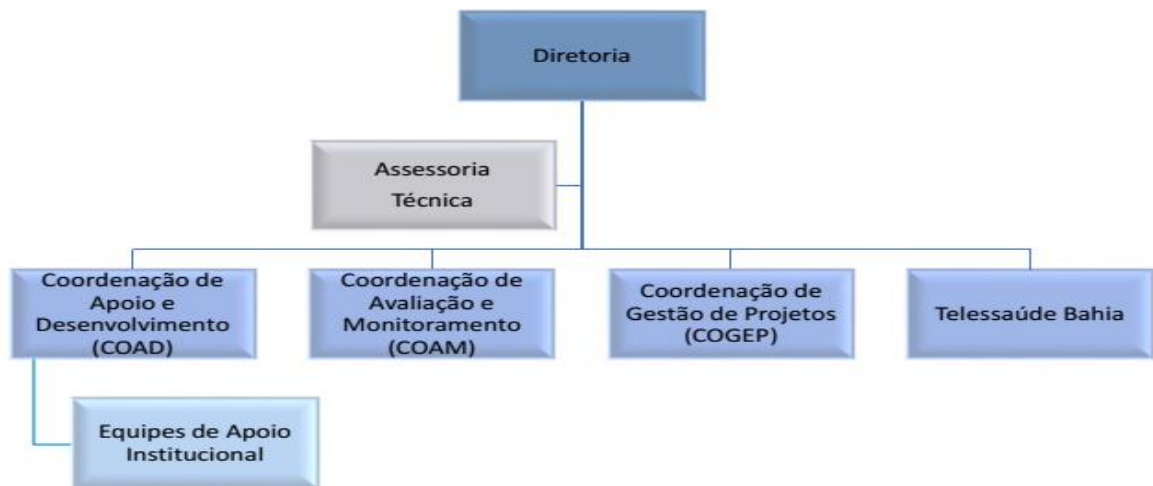 Diretoria
Assessoria
Técnica
Coordenação de
Apoio e
Desenvolvimento
(COAD)
Coordenação de
Avaliação e
Monitoramento
(COAM)
Coordenação de
Gestão de Projetos
(COGEP)
Telessaúde Bahia
Equipes de Apoio
Institucional